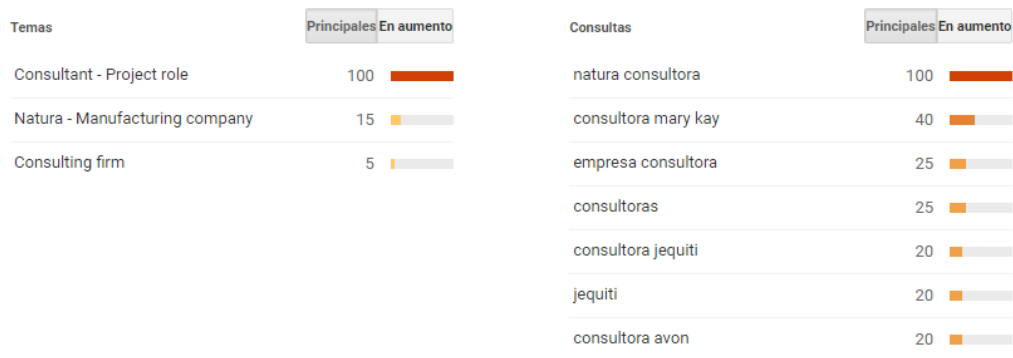 Temas
Principales En aumento
Consultant - Project role 100
Natura - Manufacturing company 15
Consulting firm 5
Consultas
Principales En aumento
natura consultora 100
consultora mary kay 40
empresa consultora 25
consultoras 25
consultora jequiti 20
jequiti 20
consultora avon 20